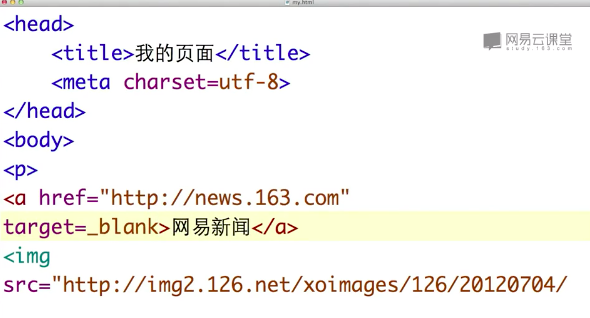 my.html
<head>
<title>我的页面</title>
<meta charset=utf-8>
</head>
<body>
<p>
<a href="http://news.163.com"
target=_blank>网易新闻</a>
<img
src="http://img2.126.net/xoimages/126/20120704/
网易云课堂
study.163.com